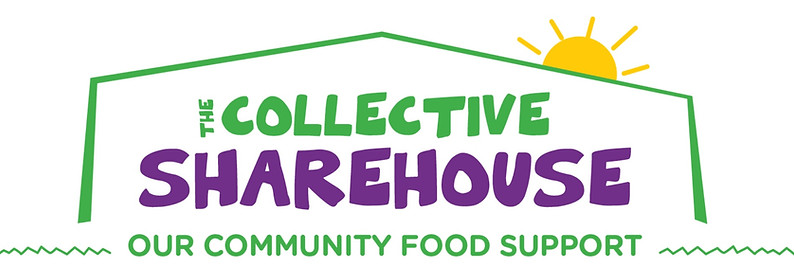 THE COLLECTIVE
SHAREHOUSE
OUR COMMUNITY FOOD SUPPORT